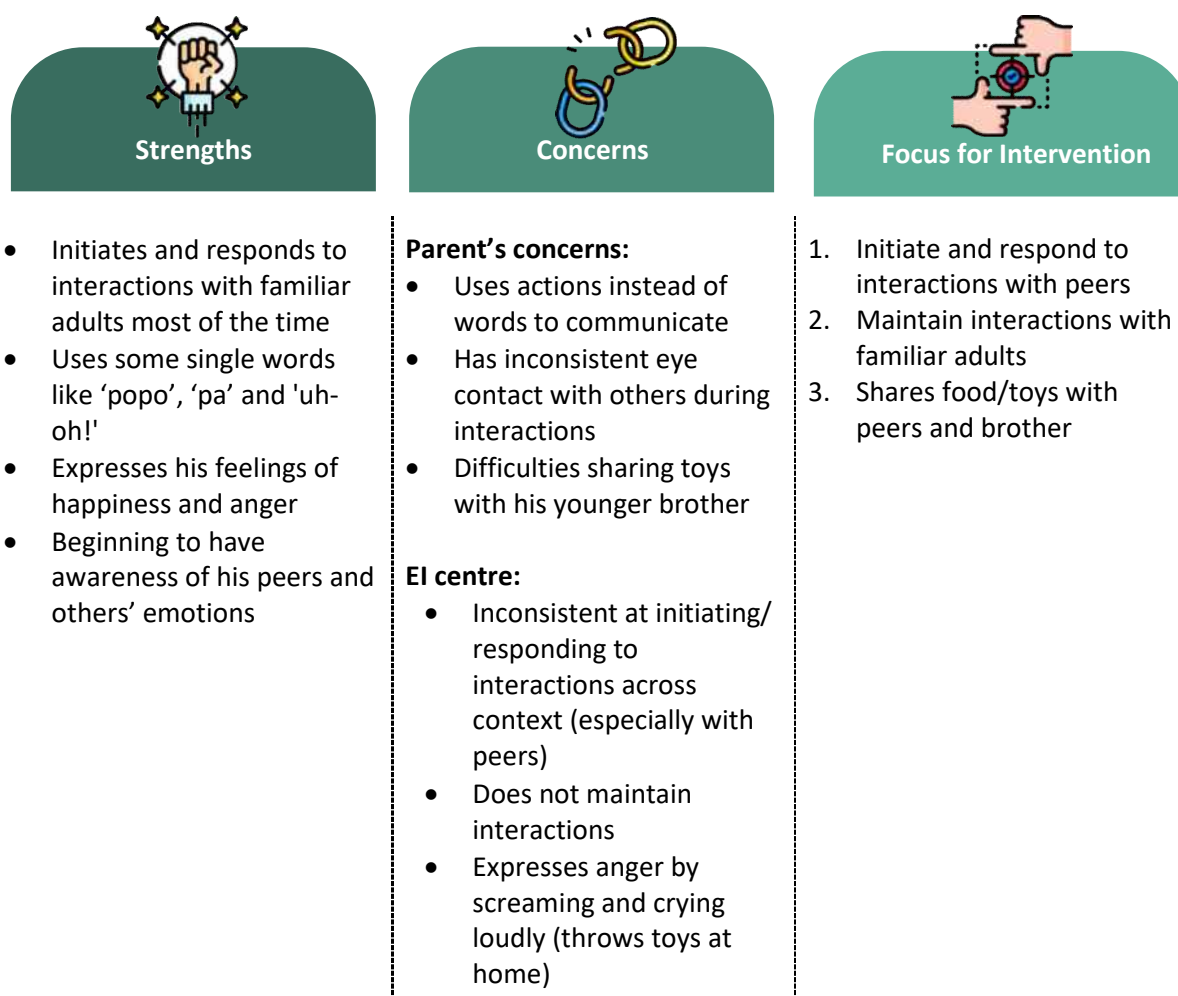 Strengths
Concerns
Focus for Intervention
• Initiates and responds to
interactions with familiar
adults most of the time
• Uses some single words
like ‘popo’, ‘pa’ and 'uh-
oh!'
• Expresses his feelings of
happiness and anger
• Beginning to have
awareness of his peers and
others’ emotions
Parent’s concerns:
• Uses actions instead of
words to communicate
• Has inconsistent eye
contact with others during
interactions
• Difficulties sharing toys
with his younger brother
EI centre:
• Inconsistent at initiating/
responding to
interactions across
context (especially with
peers)
• Does not maintain
interactions
• Expresses anger by
screaming and crying
loudly (throws toys at
home)
1. Initiate and respond to
interactions with peers
2. Maintain interactions with
familiar adults
3. Shares food/toys with
peers and brother